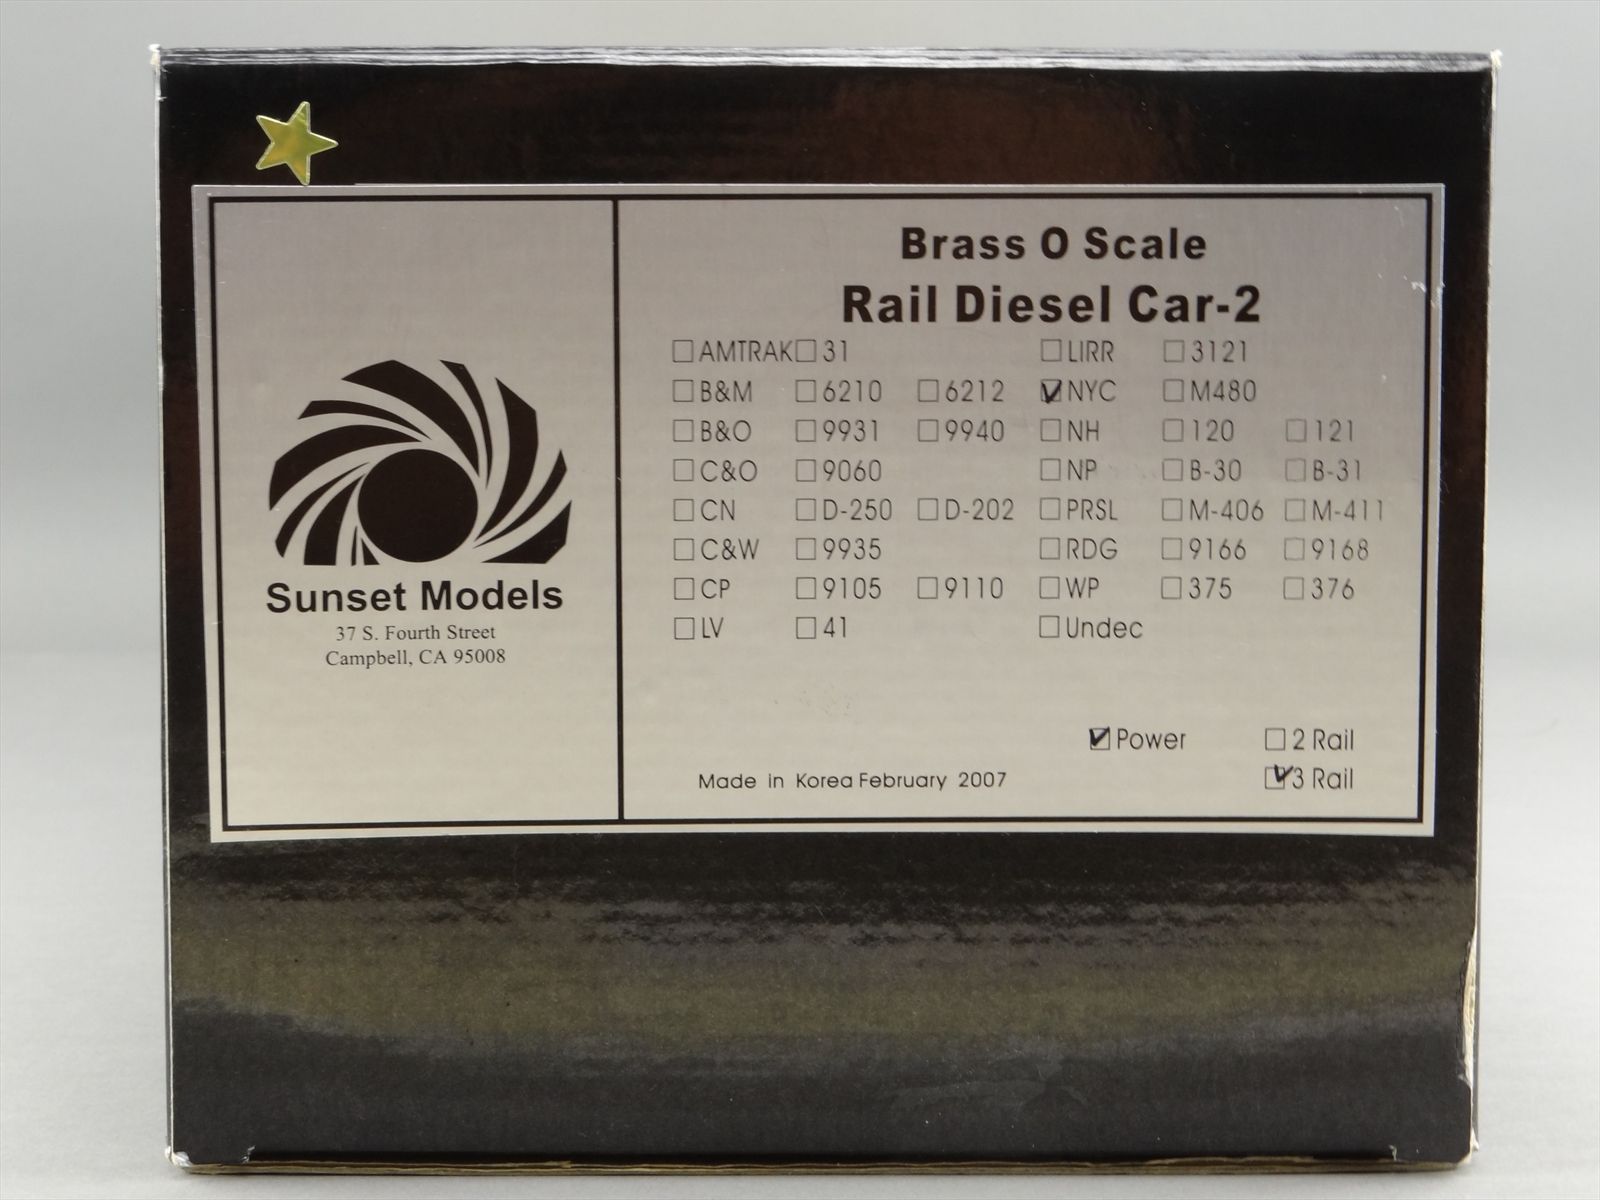 Sunset Models
37 S. Fourth Street
Campbell, CA 95008
Brass O Scale
Rail Diesel Car-2
AMTRAK 31 LIRR 3121
B&M 6210 6212 NYC M480
B&O 9931 9940 NH 120 121
C&O 9060 NP B-30 B-31
CN D-250 D-202 PRSL M-406 M-411
C&W 9935 RDG 9166 9168
CP 9105 9110 WP 375 376
LV 41 Undec
Power 2 Rail
Made in Korea February 2007 3 Rail